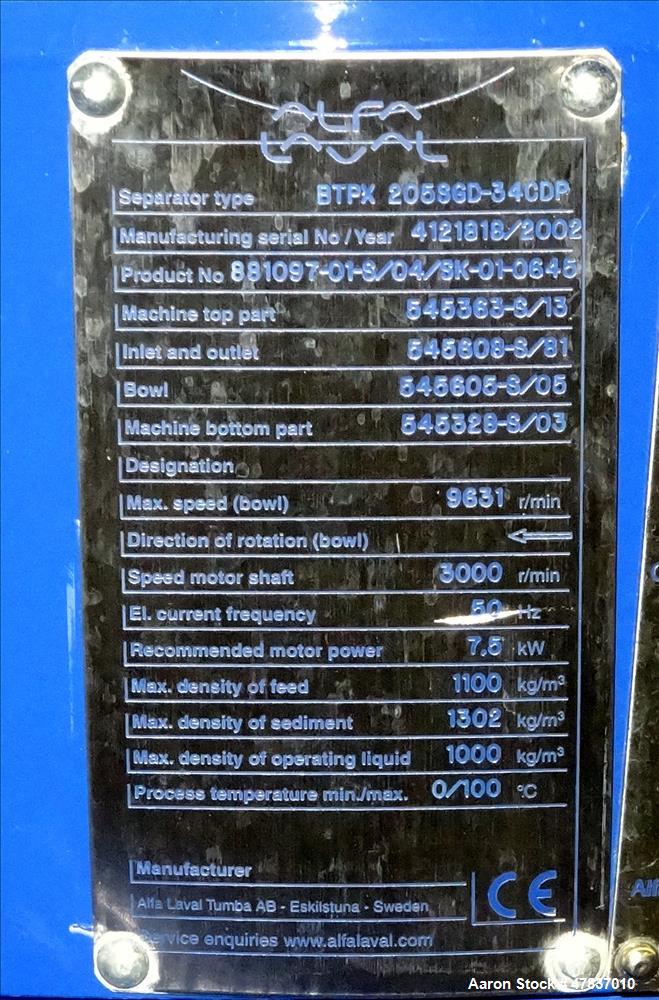 ALFA
LAVAL
Separator type BTPX 205SGD-34CDP
Manufacturing serial No / Year 4121818/2002
Product No 881097-01-S/04/SK-01-0645
Machine top part 545363-S/13
Inlet and outlet 545608-S/81
Bowl 545605-S/05
Machine bottom part 545328-S/03
Designation
Max. speed (bowl) 9631 r/min
Direction of rotation (bowl) ←
Speed motor shaft 3000 r/min
El. current frequency 50 Hz
Recommended motor power 7,5 kW
Max. density of feed 1100 kg/m³
Max. density of sediment 1302 kg/m³
Max. density of operating liquid 1000 kg/m³
Process temperature min./max. 0/100 °C
Manufacturer
CE
Alfa Laval Tumba AB - Eskilstuna - Sweden
Service enquiries www.alfalaval.com
Aaron Stock # 47837010